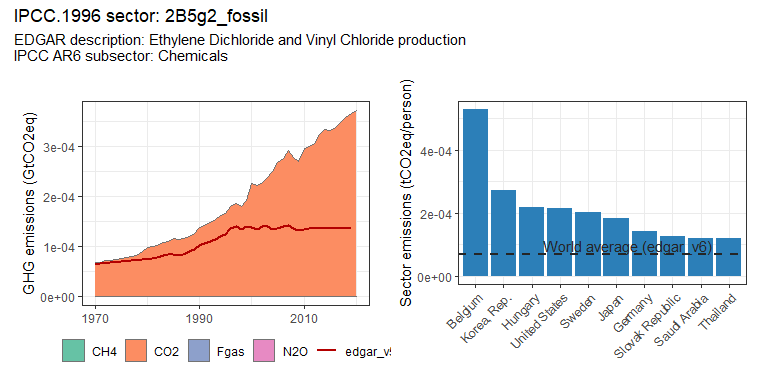 IPCC.1996 sector: 2B5g2_fossil
EDGAR description: Ethylene Dichloride and Vinyl Chloride production
IPCC AR6 subsector: Chemicals
GHG emissions (GtCO2eq)
3e-04
2e-04
1e-04
0e+00
1970
1990
2010
CH4
CO2
Fgas
N2O
edgar_v5
Sector emissions (tCO2eq/person)
4e-04
2e-04
0e+00
World average (edgar_v6)
Belgium
Korea. Rep.
Hungary
United States
Sweden
Japan
Germany
Slovak Republic
Saudi Arabia
Thailand